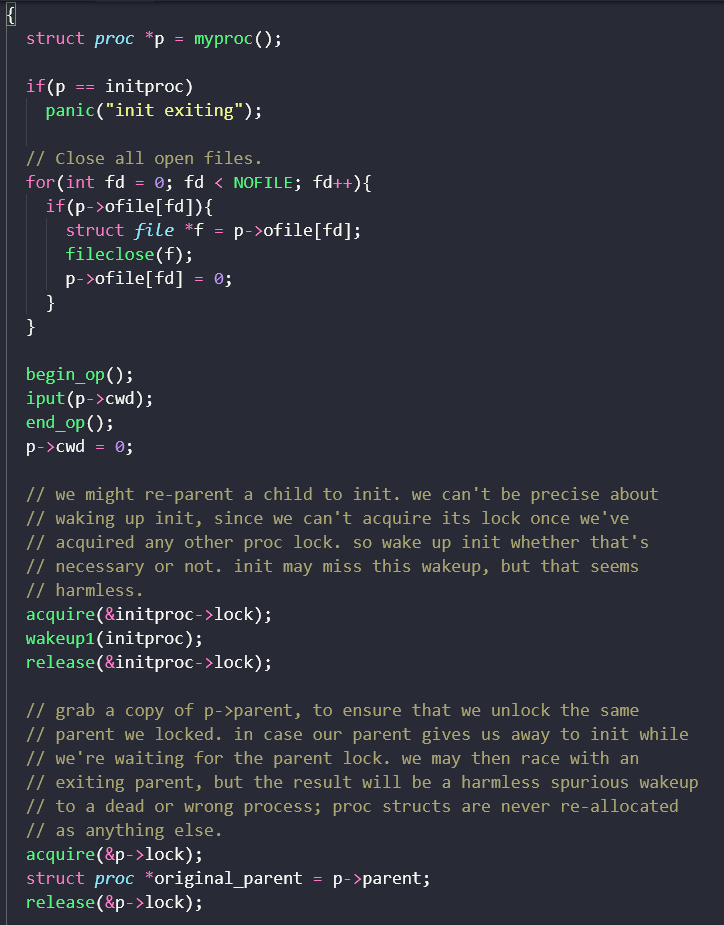 {
struct proc *p = myproc();
if(p == initproc)
panic("init exiting");
// Close all open files.
for(int fd = 0; fd < NOFILE; fd++){
if(p->ofile[fd]){
struct file *f = p->ofile[fd];
fileclose(f);
p->ofile[fd] = 0;
}
}
begin_op();
iput(p->cwd);
end_op();
p->cwd = 0;
// we might re-parent a child to init. we can't be precise about
// waking up init, since we can't acquire its lock once we've
// acquired any other proc lock. so wake up init whether that's
// necessary or not. init may miss this wakeup, but that seems
// harmless.
acquire(&initproc->lock);
wakeup1(initproc);
release(&initproc->lock);
// grab a copy of p->parent, to ensure that we unlock the same
// parent we locked. in case our parent gives us away to init while
// we're waiting for the parent lock. we may then race with an
// exiting parent, but the result will be a harmless spurious wakeup
// to a dead or wrong process; proc structs are never re-allocated
// as anything else.
acquire(&p->lock);
struct proc *original_parent = p->parent;
release(&p->lock);